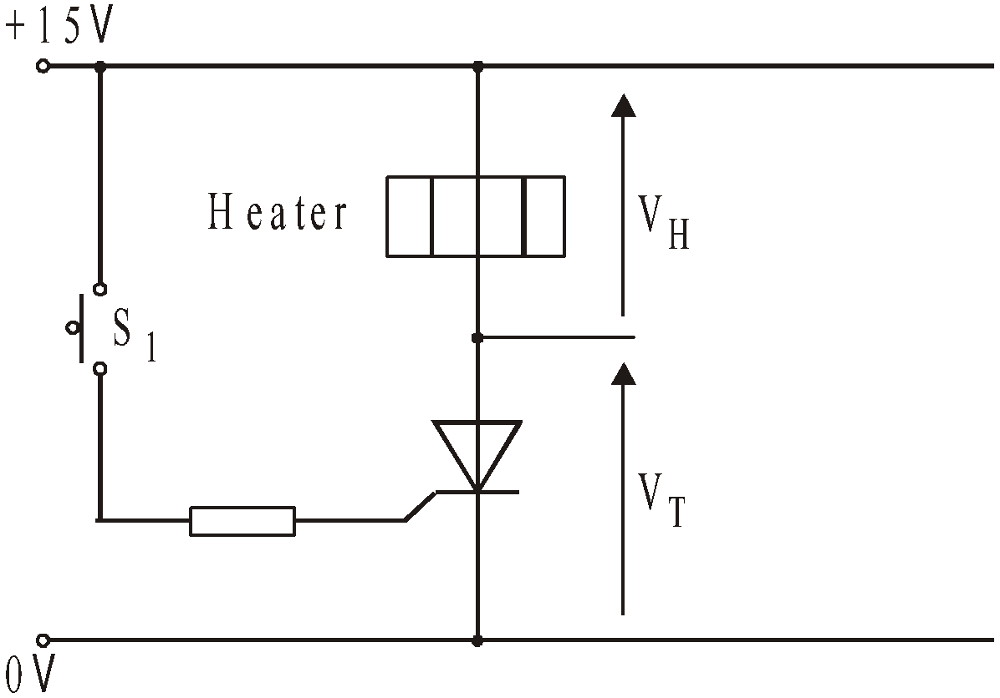 +15V
Heater
V_H
S_1
V_T
0V